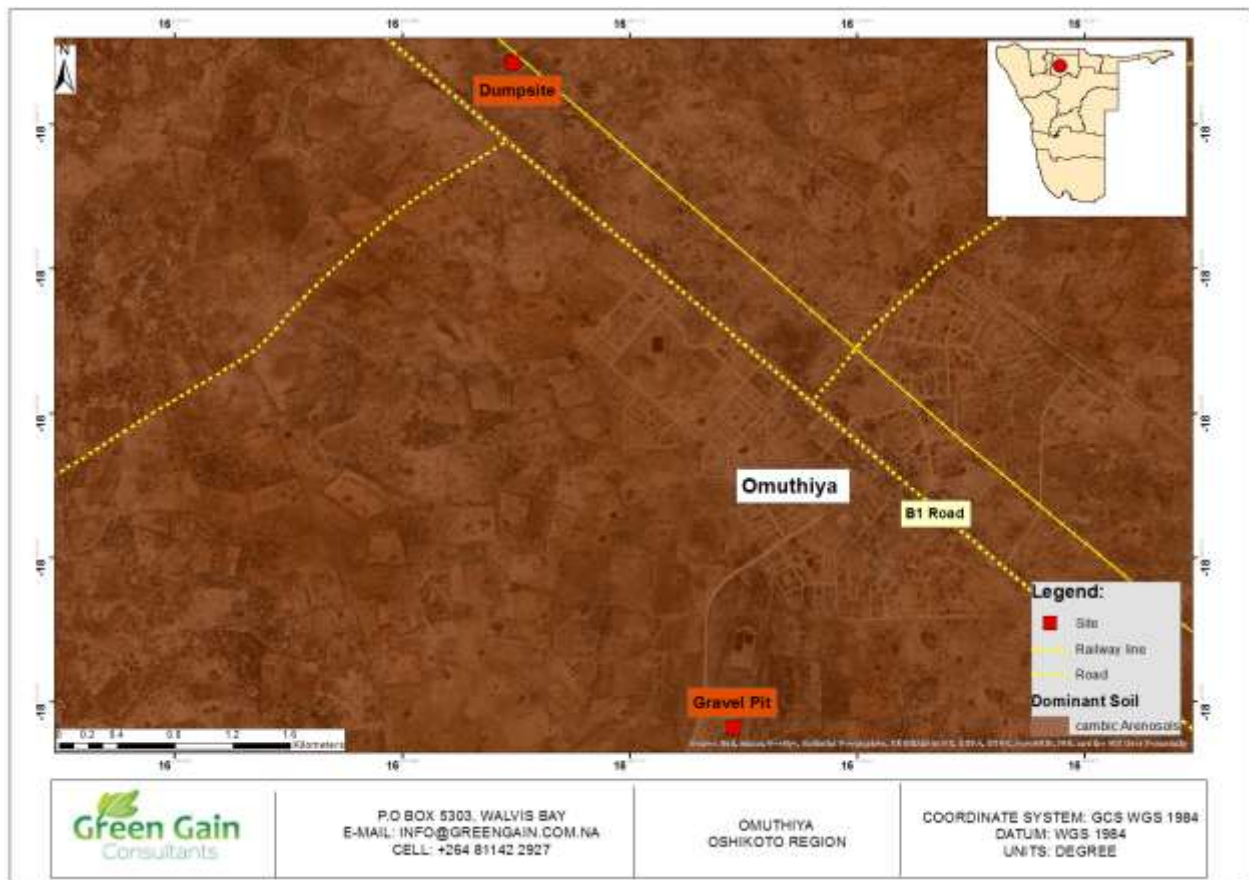 16 16 16 16 16
N
Dumpsite
-18 -18
-18 -18
-18 -18
Omuthiya
B1 Road
-18 -18
Legend:
Site
Railway line
Road
Dominant Soil
cambic Arenosols
Gravel Pit
-18 -18
0 0.2 0.4 0.8 1.2 1.6
Kilometers
16 16 16 16 16
Green Gain
Consultants
P.O BOX 5303, WALVIS BAY
E-MAIL: INFO@GREENGAIN.COM.NA
CELL: +264 81142 2927
OMUTHIYA
OSHIKOTO REGION
COORDINATE SYSTEM: GCS WGS 1984
DATUM: WGS 1984
UNITS: DEGREE